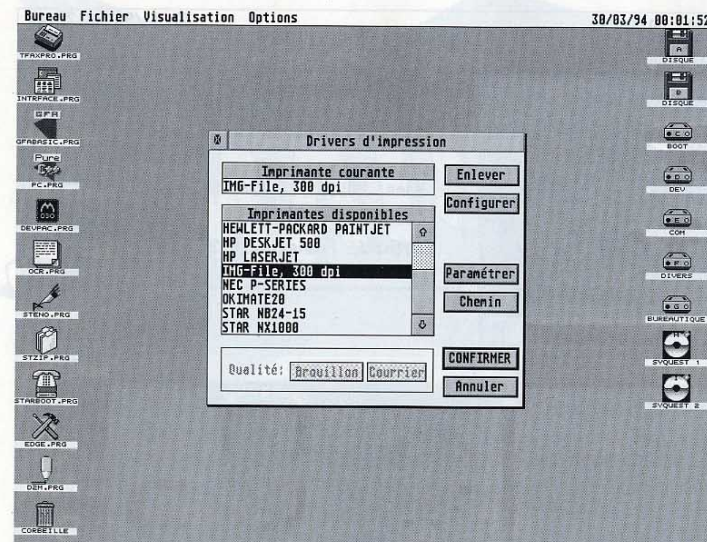 Bureau Fichier Visualisation Options 30/03/94 00:01:52
TFAXPRO.PRG
INTRFACE.PRG
GFA
GFABASIC.PRG
Pure
PC.PRG
030
DEVPAC.PRG
OCR.PRG
STENO.PRG
STZIP.PRG
STARBOOT.PRG
EDGE.PRG
DZM.PRG
CORBEILLE
Drivers d'impression
Imprimante courante
IMG-File, 300 dpi
Imprimantes disponibles
HEWLETT-PACKARD PAINTJET
HP DESKJET 500
HP LASERJET
IMG-File, 300 dpi
NEC P-SERIES
OKIMATE20
STAR NB24-15
STAR NX1000
Qualité: Brouillon Courrier
Enlever
Configurer
Paramétrer
Chemin
CONFIRMER
Annuler
A
DISQUE
B
DISQUE
C
BOOT
D
DEV
E
COM
F
DIVERS
G
BUREAUTIQUE
SYQUEST 1
SYQUEST 2